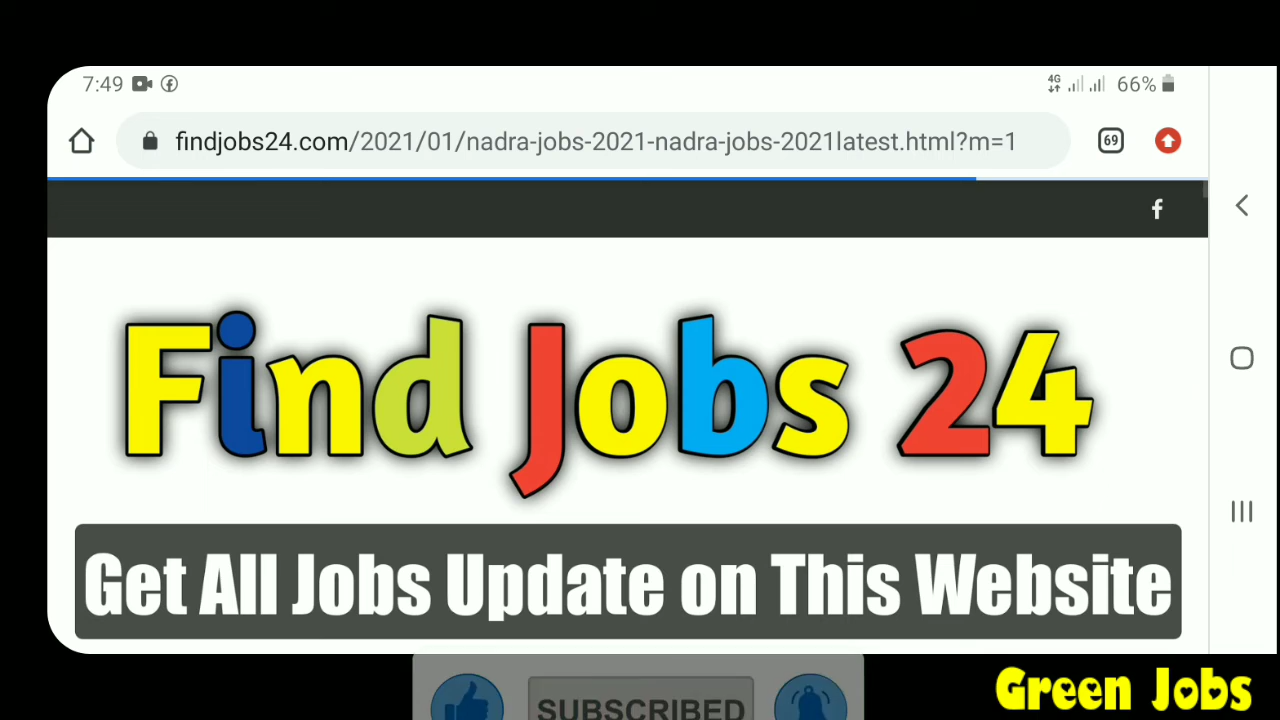 7:49
4G
66%
findjobs24.com/2021/01/nadra-jobs-2021-nadra-jobs-2021latest.html?m=1
69
f
Find Jobs 24
Get All Jobs Update on This Website
SUBSCRIBED
Green Jobs